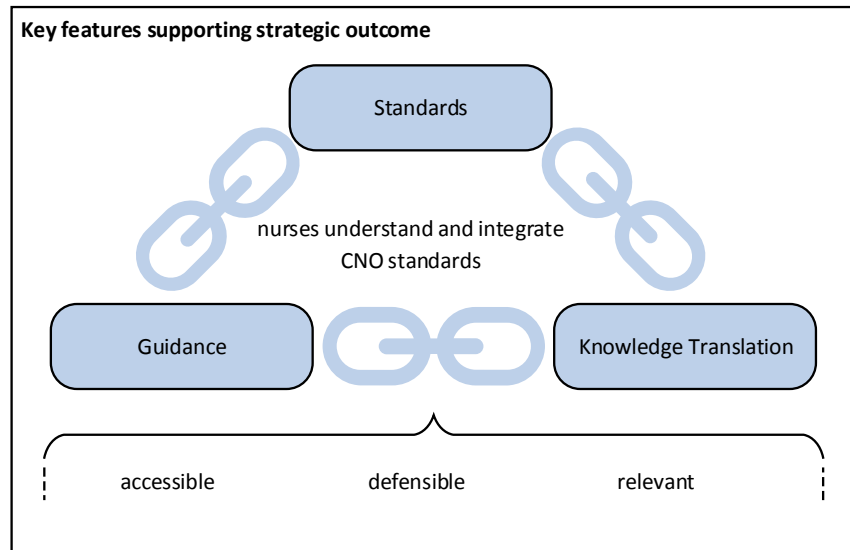 Key features supporting strategic outcome
Standards
nurses understand and integrate
CNO standards
Guidance
Knowledge Translation
accessible
defensible
relevant